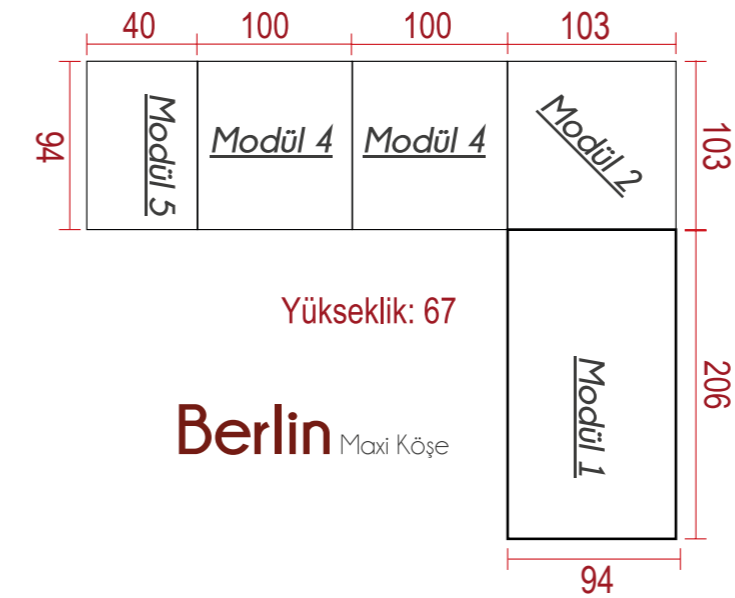 40 100 100 103
94 Modül 5 Modül 4 Modül 4 Modül 2 103
Yükseklik: 67
Modül 1 206
Berlin Maxi Köşe
94